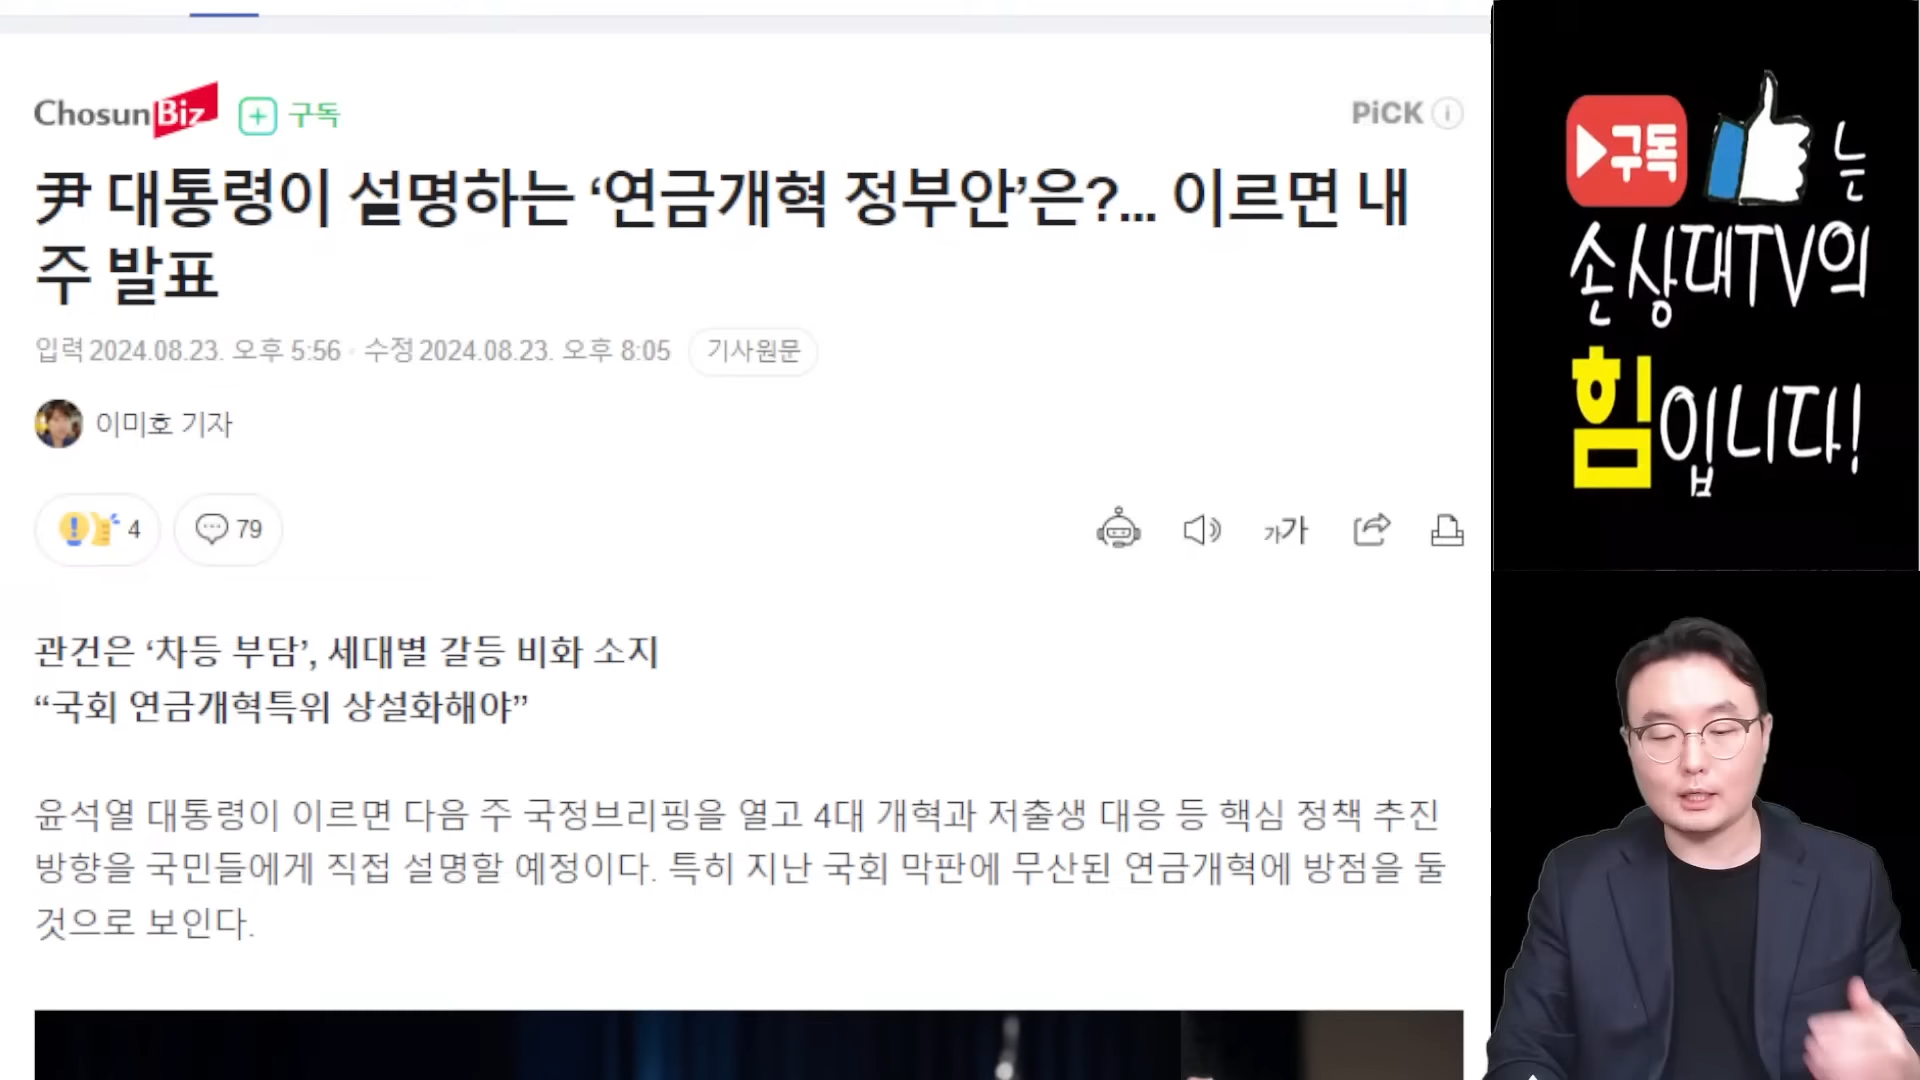 ChosunBiz 구독
PiCK
尹 대통령이 설명하는 ‘연금개혁 정부안’은?... 이르면 내
주 발표
입력 2024.08.23. 오후 5:56 · 수정 2024.08.23. 오후 8:05 기사원문
이미호 기자
4 79
가가
관건은 ‘차등 부담’, 세대별 갈등 비화 소지
“국회 연금개혁특위 상설화해야”
윤석열 대통령이 이르면 다음 주 국정브리핑을 열고 4대 개혁과 저출생 대응 등 핵심 정책 추진
방향을 국민들에게 직접 설명할 예정이다. 특히 지난 국회 막판에 무산된 연금개혁에 방점을 둘
것으로 보인다.
구독 는
손상대TV의
힘입니다!